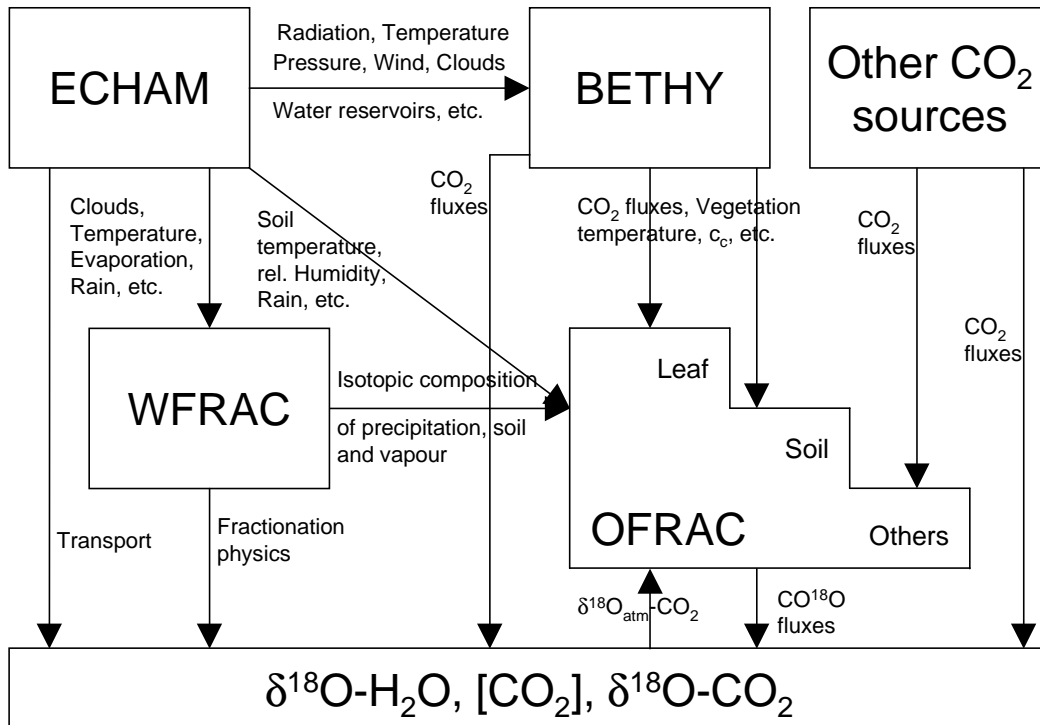 ECHAM
Radiation, Temperature
Pressure, Wind, Clouds
Water reservoirs, etc.
BETHY
Other CO₂
sources
Clouds,
Temperature,
Evaporation,
Rain, etc.
Soil
temperature,
rel. Humidity,
Rain, etc.
CO₂
fluxes
CO₂ fluxes, Vegetation
temperature, c_c, etc.
CO₂
fluxes
CO₂
fluxes
WFRAC
Isotopic composition
of precipitation, soil
and vapour
Leaf
Soil
Others
OFRAC
Transport
Fractionation
physics
δ¹⁸O_atm-CO₂
CO¹⁸O
fluxes
δ¹⁸O-H₂O, [CO₂], δ¹⁸O-CO₂